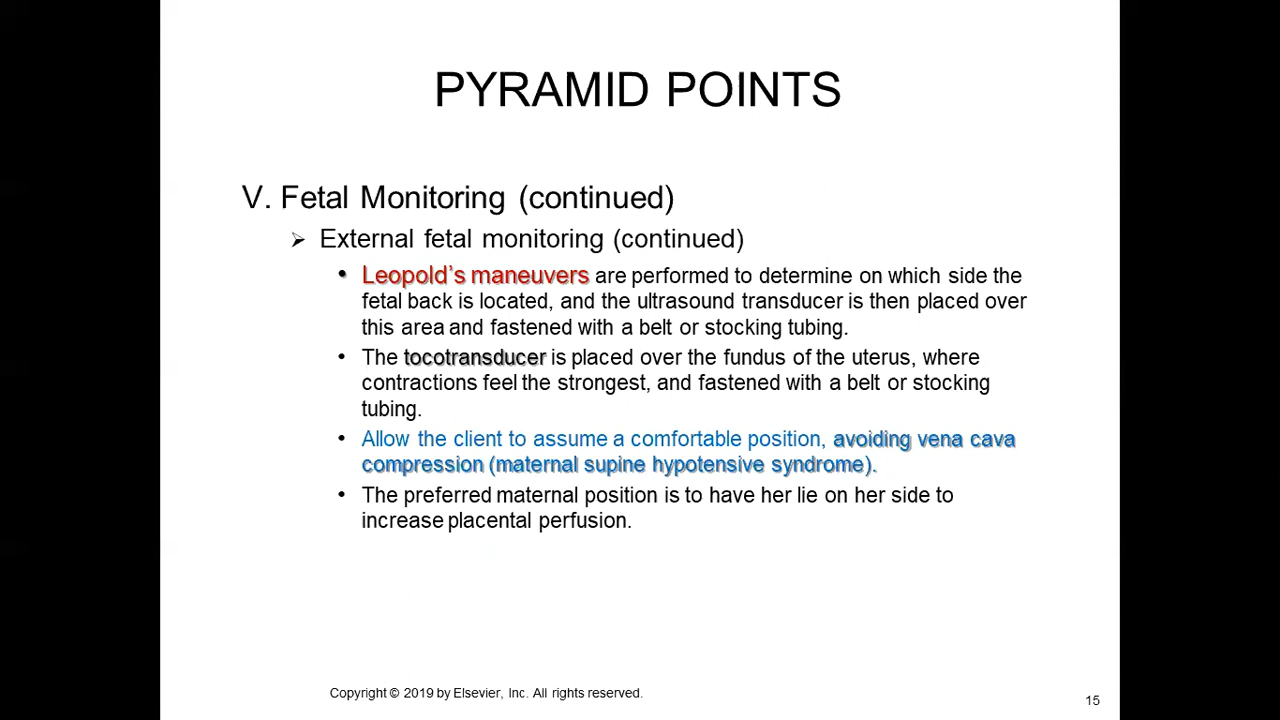 PYRAMID POINTS
V. Fetal Monitoring (continued)
➢ External fetal monitoring (continued)
• Leopold's maneuvers are performed to determine on which side the
fetal back is located, and the ultrasound transducer is then placed over
this area and fastened with a belt or stocking tubing.
• The tocotransducer is placed over the fundus of the uterus, where
contractions feel the strongest, and fastened with a belt or stocking
tubing.
• Allow the client to assume a comfortable position, avoiding vena cava
compression (maternal supine hypotensive syndrome).
• The preferred maternal position is to have her lie on her side to
increase placental perfusion.
Copyright © 2019 by Elsevier, Inc. All rights reserved.
15